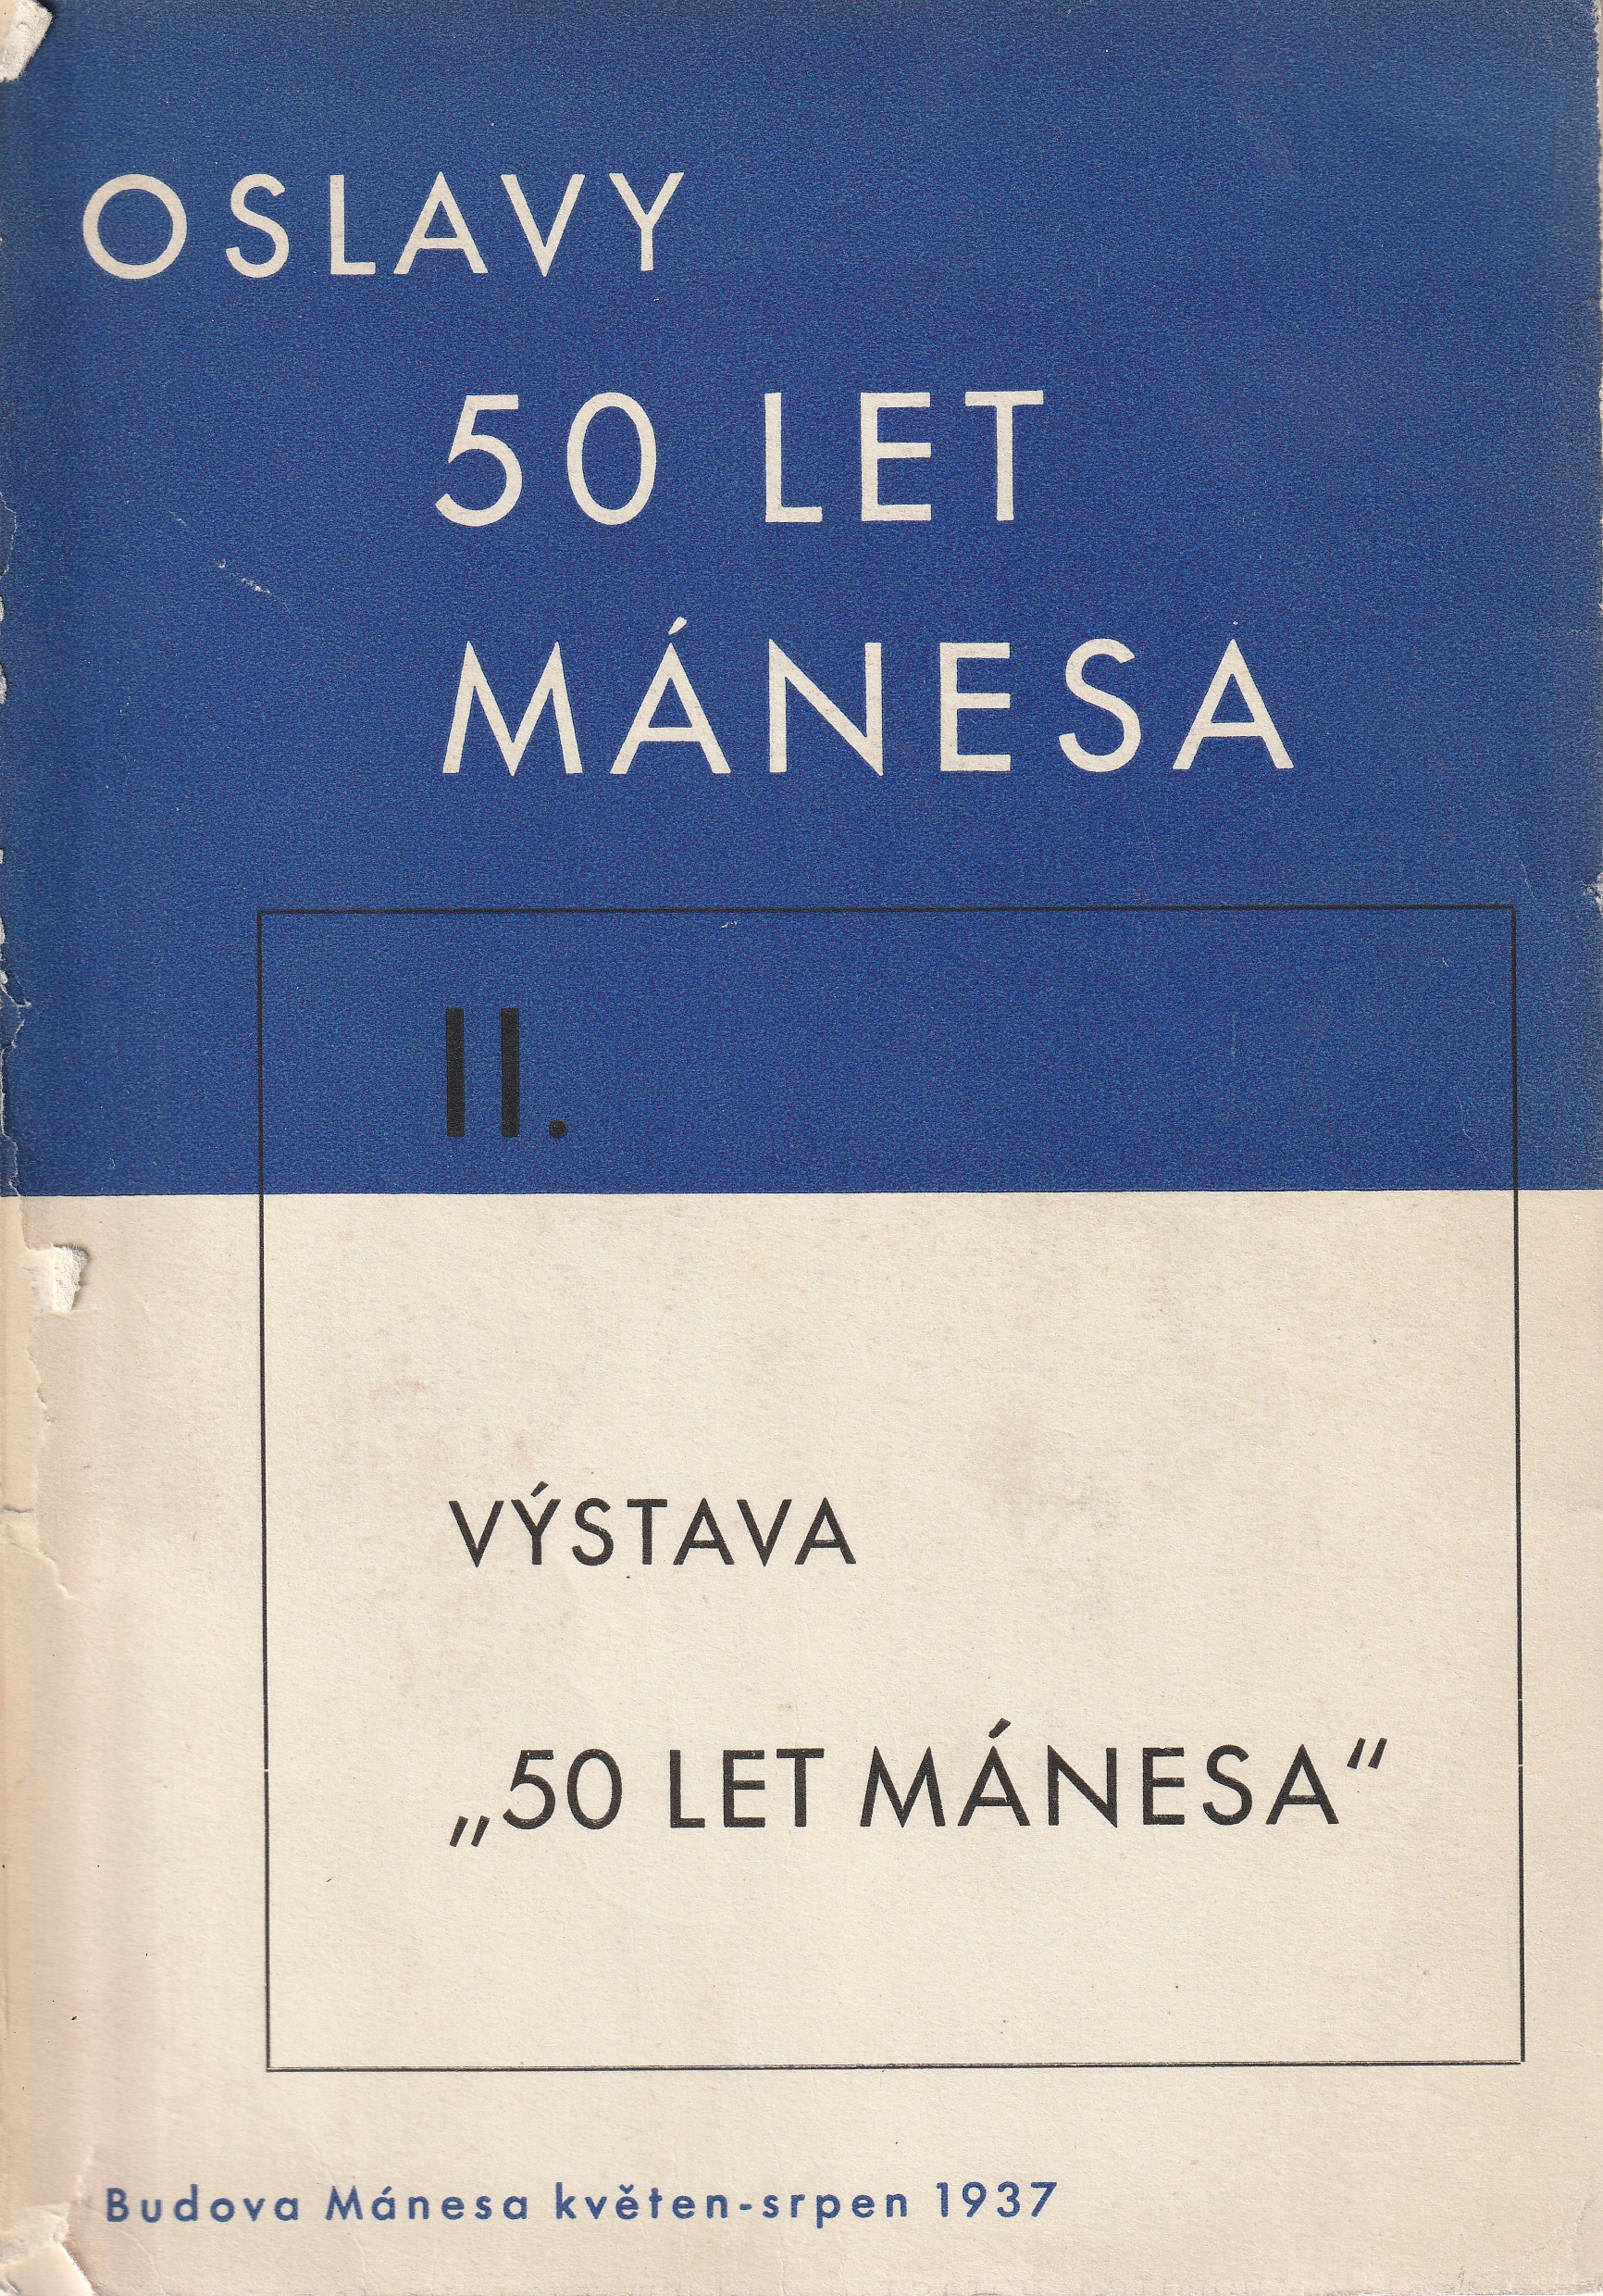 OSLAVY
50 LET
MÁNESA
II.
VÝSTAVA
„50 LET MÁNESA“
Budova Mánesa květen-srpen 1937